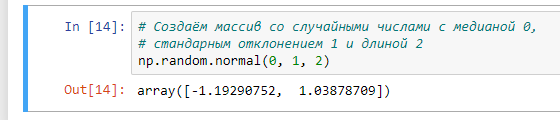 In [14]: # Создаём массив со случайными числами с медианой 0,
# стандарным отклонением 1 и длиной 2
np.random.normal(0, 1, 2)
Out[14]: array([-1.19290752,  1.03878709])